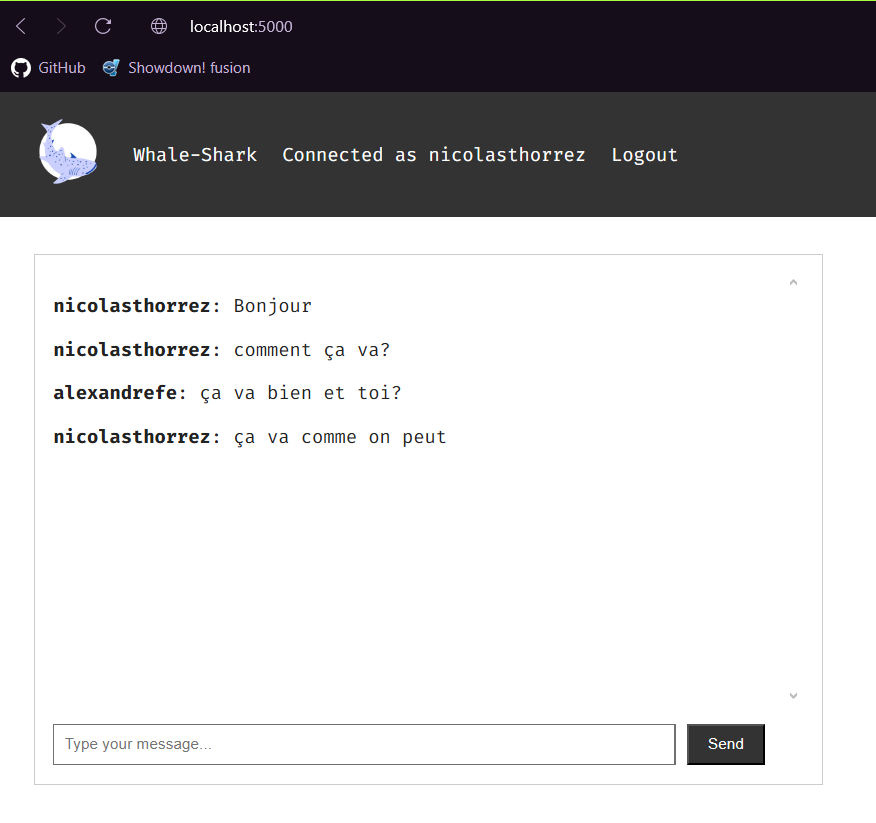 localhost:5000
GitHub Showdown! fusion
Whale-Shark Connected as nicolasthorrez Logout
nicolasthorrez: Bonjour
nicolasthorrez: comment ça va?
alexandrefe: ça va bien et toi?
nicolasthorrez: ça va comme on peut
Type your message... Send